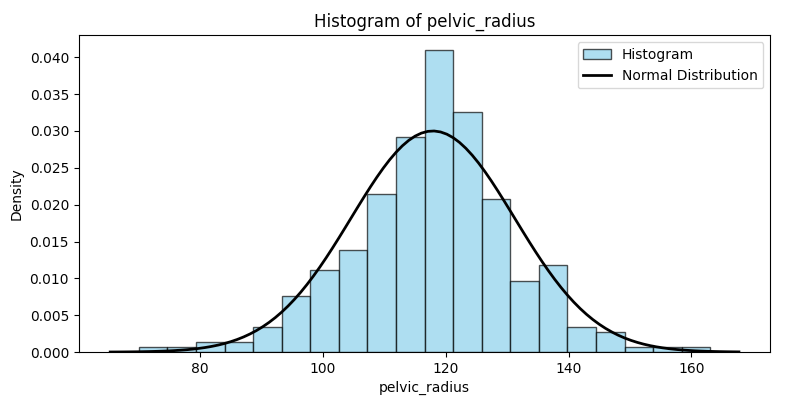 Histogram of pelvic_radius
Histogram
Normal Distribution
Density
0.040
0.035
0.030
0.025
0.020
0.015
0.010
0.005
0.000
80 100 120 140 160
pelvic_radius